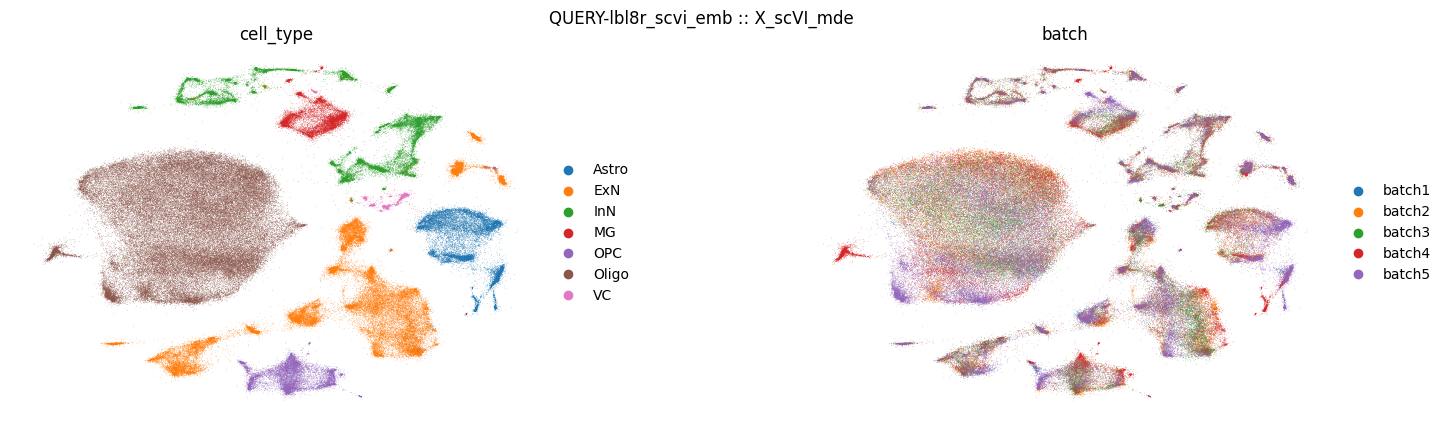 QUERY-lbl8r_scvi_emb :: X_scVI_mde
cell_type
Astro
ExN
InN
MG
OPC
Oligo
VC
batch
batch1
batch2
batch3
batch4
batch5